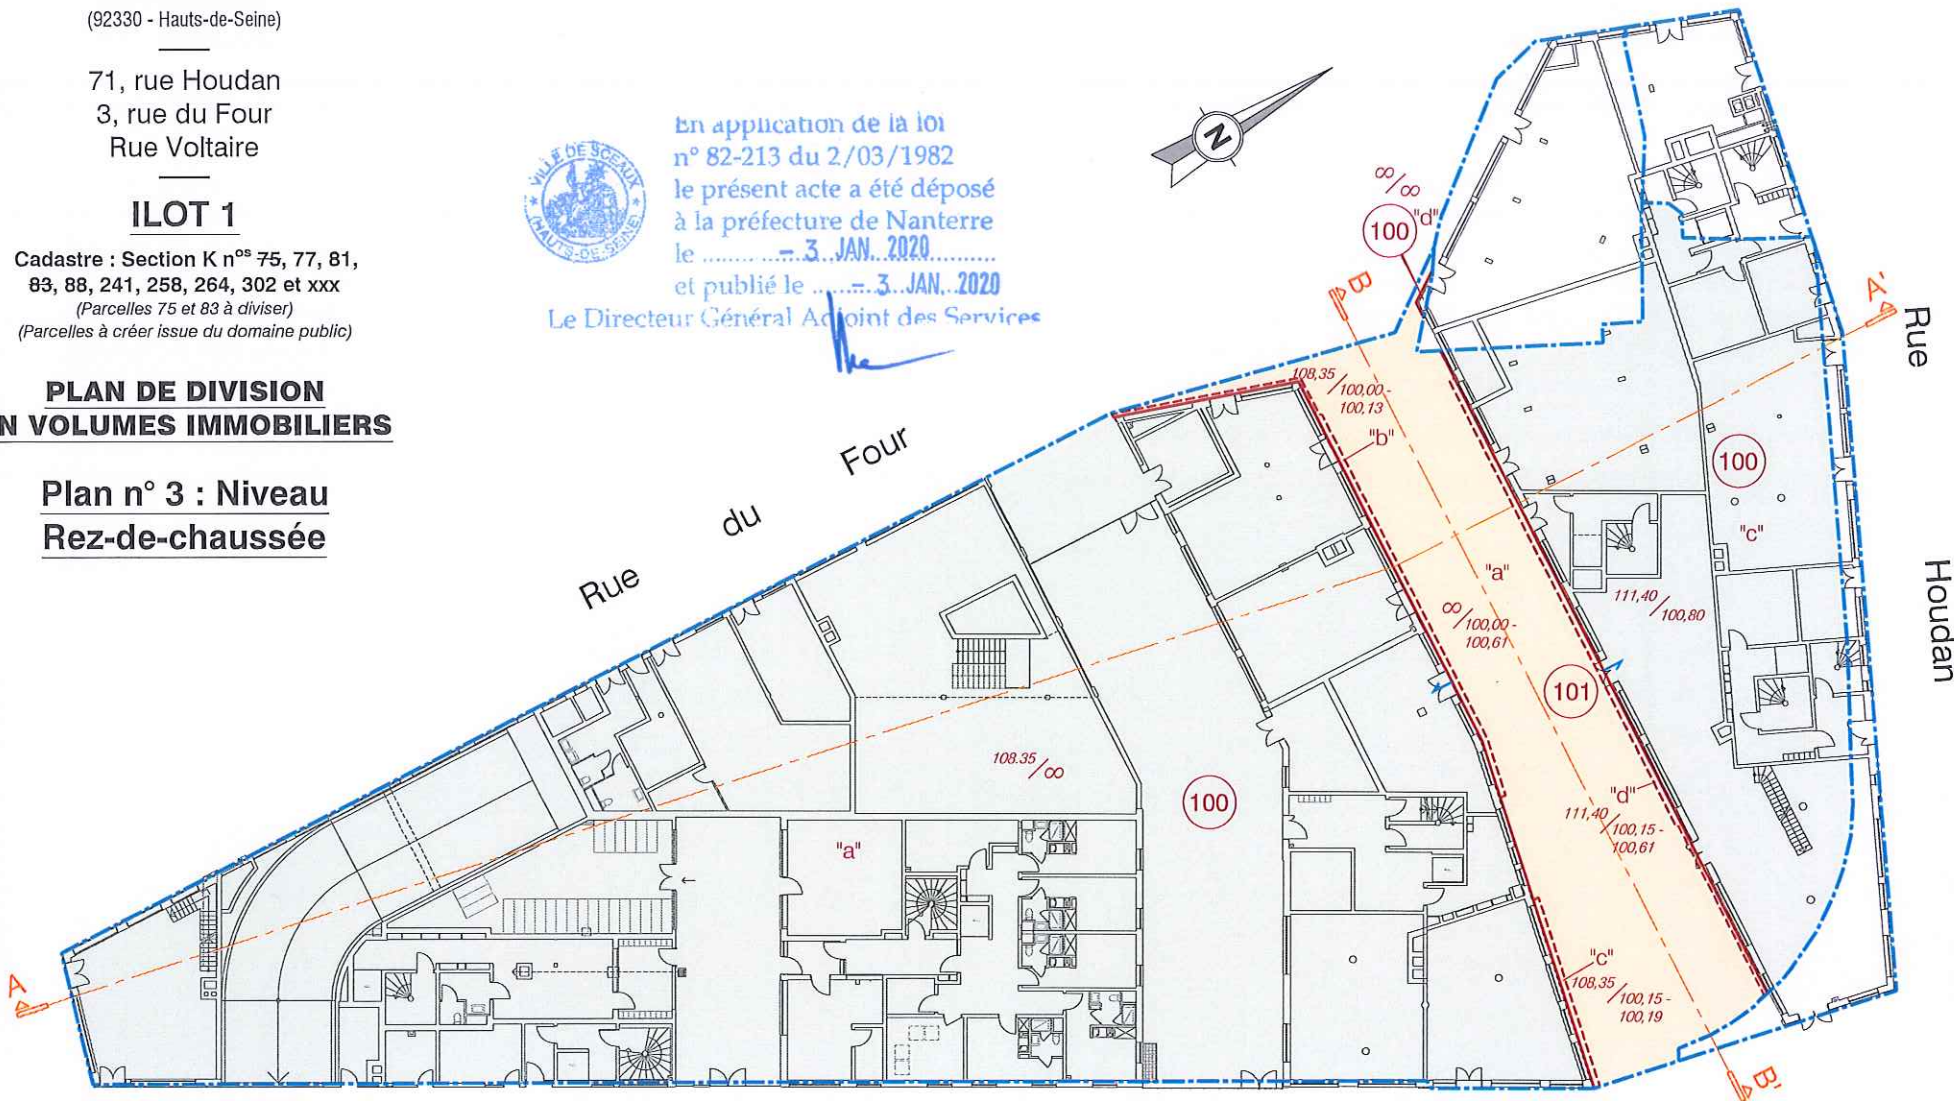 (92330 - Hauts-de-Seine)
71, rue Houdan
3, rue du Four
Rue Voltaire
ILOT 1
Cadastre : Section K nos 75, 77, 81,
83, 88, 241, 258, 264, 302 et xxx
(Parcelles 75 et 83 à diviser)
(Parcelles à créer issue du domaine public)
PLAN DE DIVISION
N VOLUMES IMMOBILIERS
Plan n° 3 : Niveau
Rez-de-chaussée
VILLE DE SCEAUX
(HAUTS-DE-SEINE)
En application de la loi
n° 82-213 du 2/03/1982
le présent acte a été déposé
à la préfecture de Nanterre
le ........ - 3 JAN. 2020
et publié le ...... - 3 JAN. 2020
Le Directeur Général Adjoint des Services
N
∞/∞
"d"
100
B
A'
Rue
Houdan
108,35/100,00 -
100,13
"b"
Rue du Four
100
"c"
"a"
∞/100,00 -
100,61
111,40/100,80
101
108.35/∞
100
"a"
"d"
111,40/100,15 -
100,61
"c"
108,35/100,15 -
100,19
A
B'